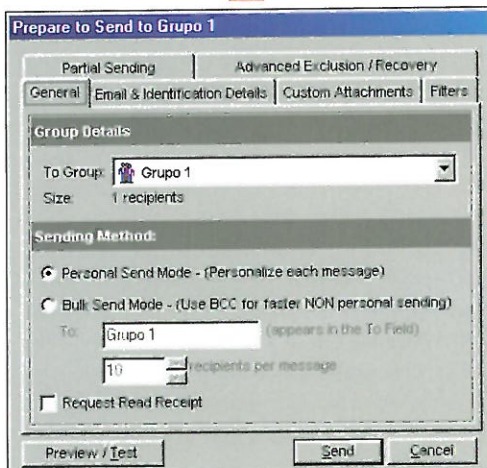 Prepare to Send to Grupo 1
Partial Sending
Advanced Exclusion / Recovery
General
Email & Identification Details
Custom Attachments
Filters
Group Details
To Group: Grupo 1
Size: 1 recipients
Sending Method:
Personal Send Mode - (Personalize each message)
Bulk Send Mode - (Use BCC for faster NON personal sending)
To: Grupo 1 (appears in the To Field)
10 recipients per message
Request Read Receipt
Preview / Test
Send
Cancel